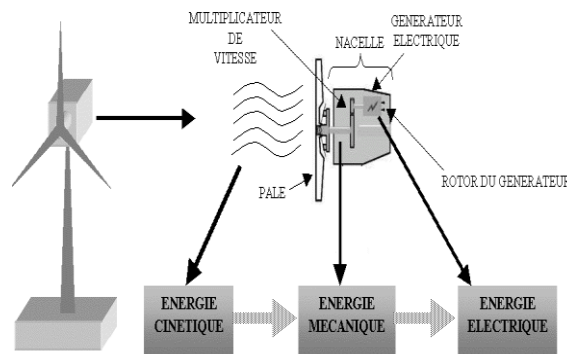 MULTIPLICATEUR
DE
VITESSE
NACELLE
GENERATEUR
ELECTRIQUE
PALE
ROTOR DU GENERATEUR
ENERGIE
CINETIQUE
ENERGIE
MECANIQUE
ENERGIE
ELECTRIQUE